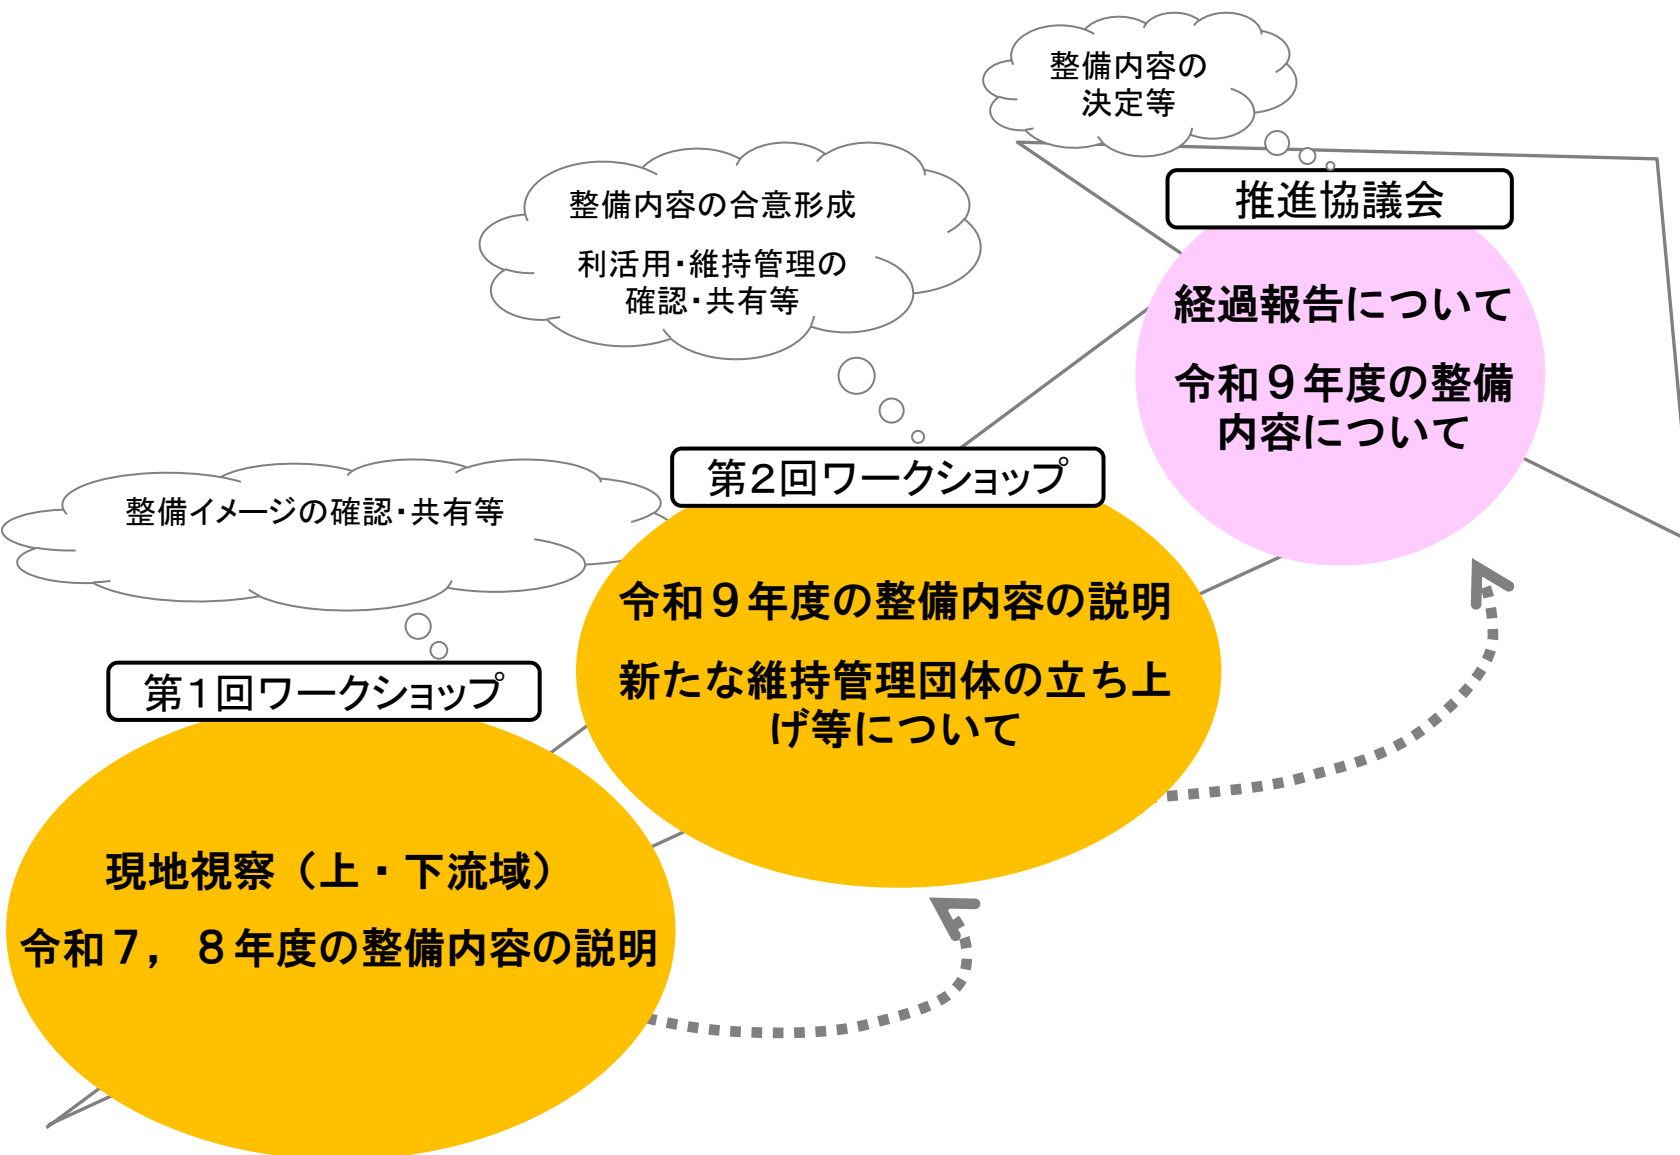 整備内容の
決定等
推進協議会
経過報告について
令和９年度の整備
内容について
整備内容の合意形成
利活用・維持管理の
確認・共有等
第２回ワークショップ
令和９年度の整備内容の説明
新たな維持管理団体の立ち上
げ等について
整備イメージの確認・共有等
第１回ワークショップ
現地視察（上・下流域）
令和７，８年度の整備内容の説明